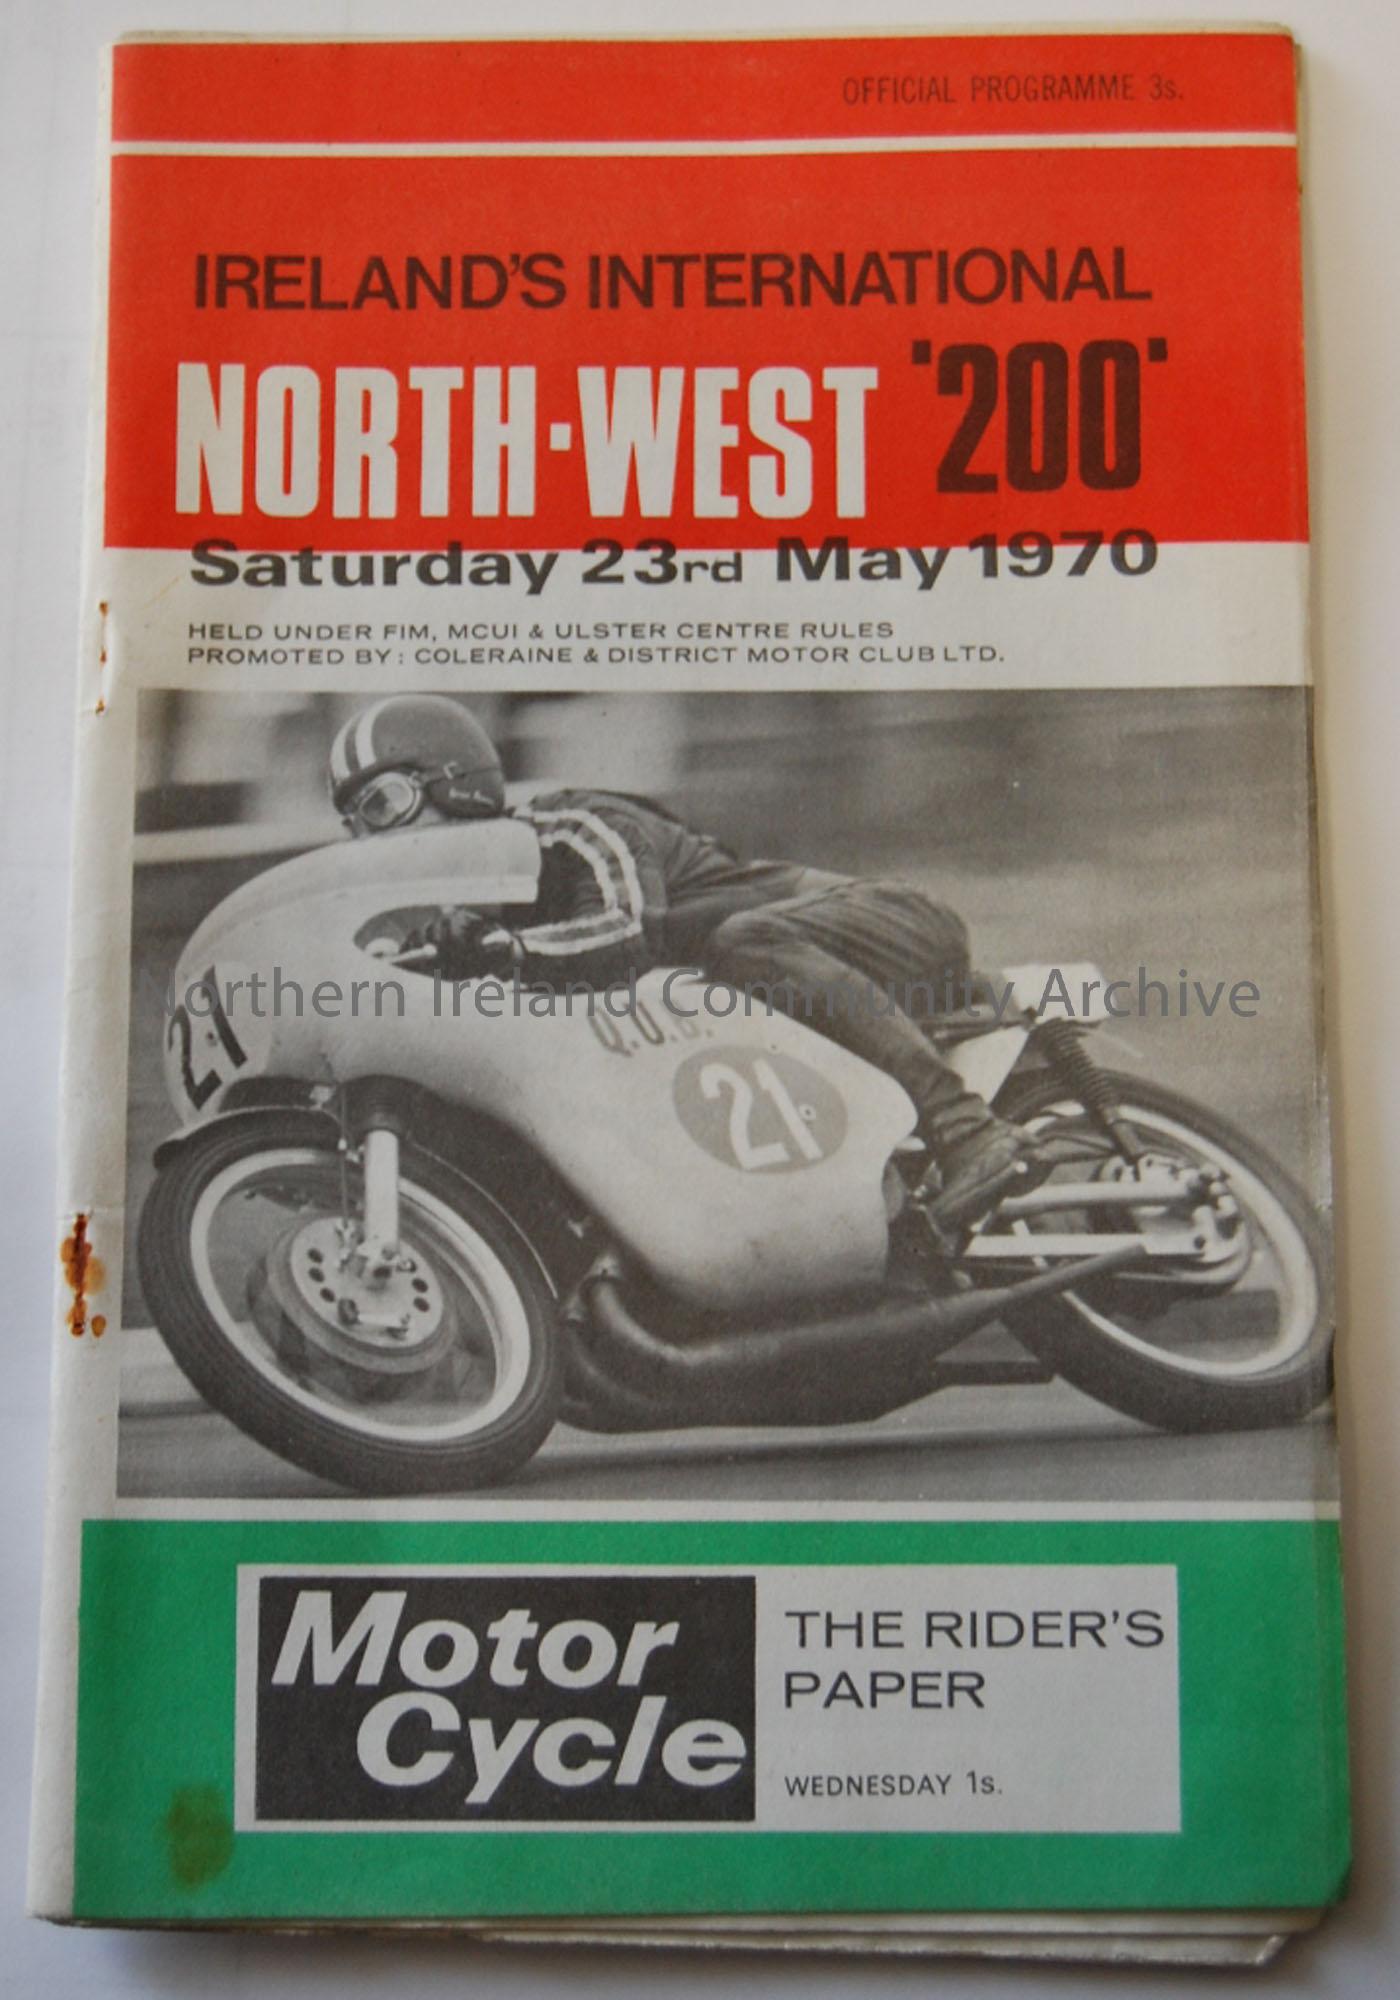 OFFICIAL PROGRAMME 3s.
IRELAND'S INTERNATIONAL
NORTH·WEST '200'
Saturday 23rd May 1970
HELD UNDER FIM, MCUI & ULSTER CENTRE RULES
PROMOTED BY: COLERAINE & DISTRICT MOTOR CLUB LTD.
21
Northern Ireland Community Archive
Q.U.B.
21
Motor
Cycle
THE RIDER'S
PAPER
WEDNESDAY 1s.